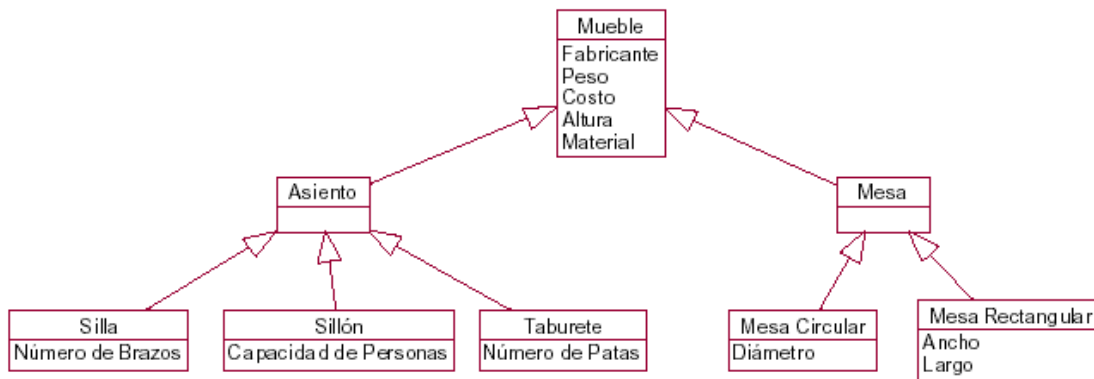 Mueble
Fabricante
Peso
Costo
Altura
Material
Asiento
Mesa
Silla
Número de Brazos
Sillón
Capacidad de Personas
Taburete
Número de Patas
Mesa Circular
Diámetro
Mesa Rectangular
Ancho
Largo